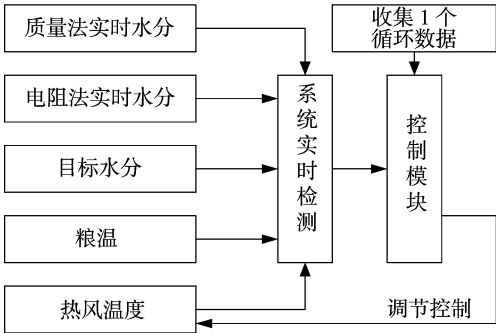 质量法实时水分
电阻法实时水分
目标水分
粮温
热风温度
系统实时检测
收集1个
循环数据
控制模块
调节控制